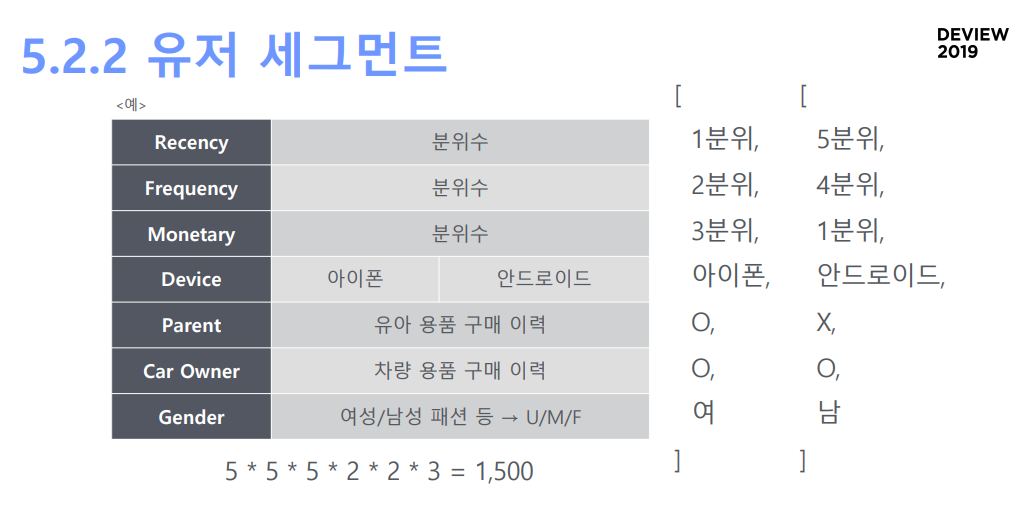 5.2.2 유저 세그먼트
DEVIEW
2019
<예>
Recency 분위수
Frequency 분위수
Monetary 분위수
Device 아이폰 안드로이드
Parent 유아 용품 구매 이력
Car Owner 차량 용품 구매 이력
Gender 여성/남성 패션 등 → U/M/F
5 * 5 * 5 * 2 * 2 * 3 = 1,500
[
1분위,
2분위,
3분위,
아이폰,
O,
O,
여
]
[
5분위,
4분위,
1분위,
안드로이드,
X,
O,
남
]